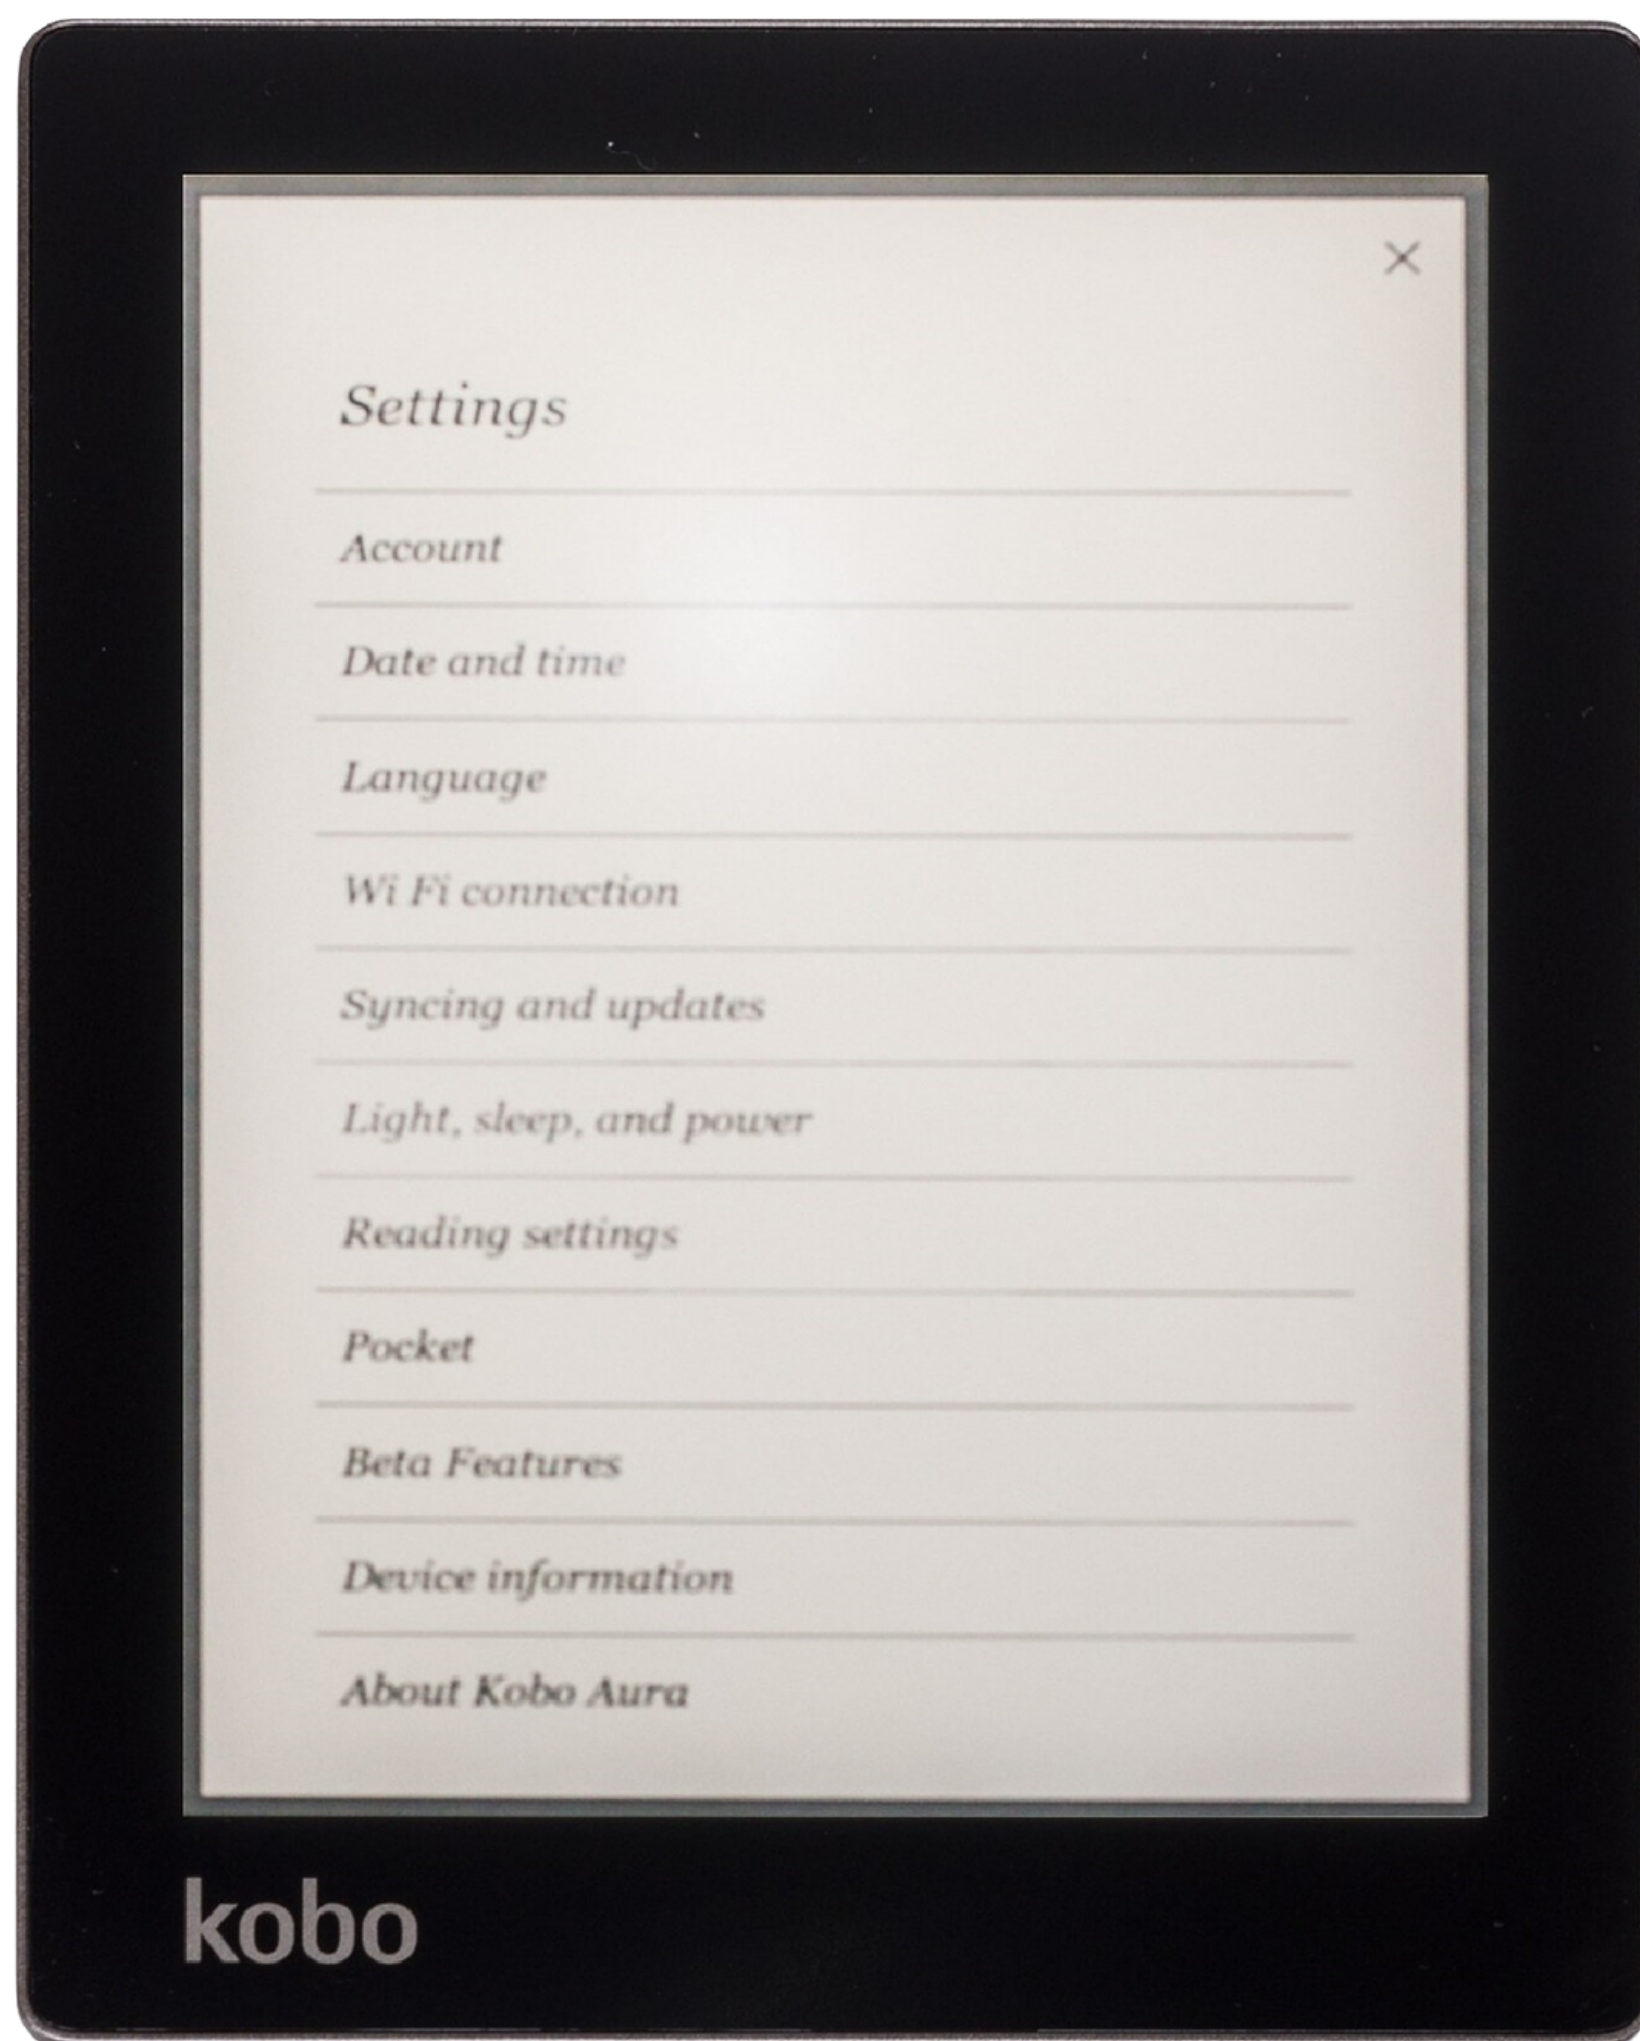 Settings
Account
Date and time
Language
Wi Fi connection
Syncing and updates
Light, sleep, and power
Reading settings
Pocket
Beta Features
Device information
About Kobo Aura
kobo